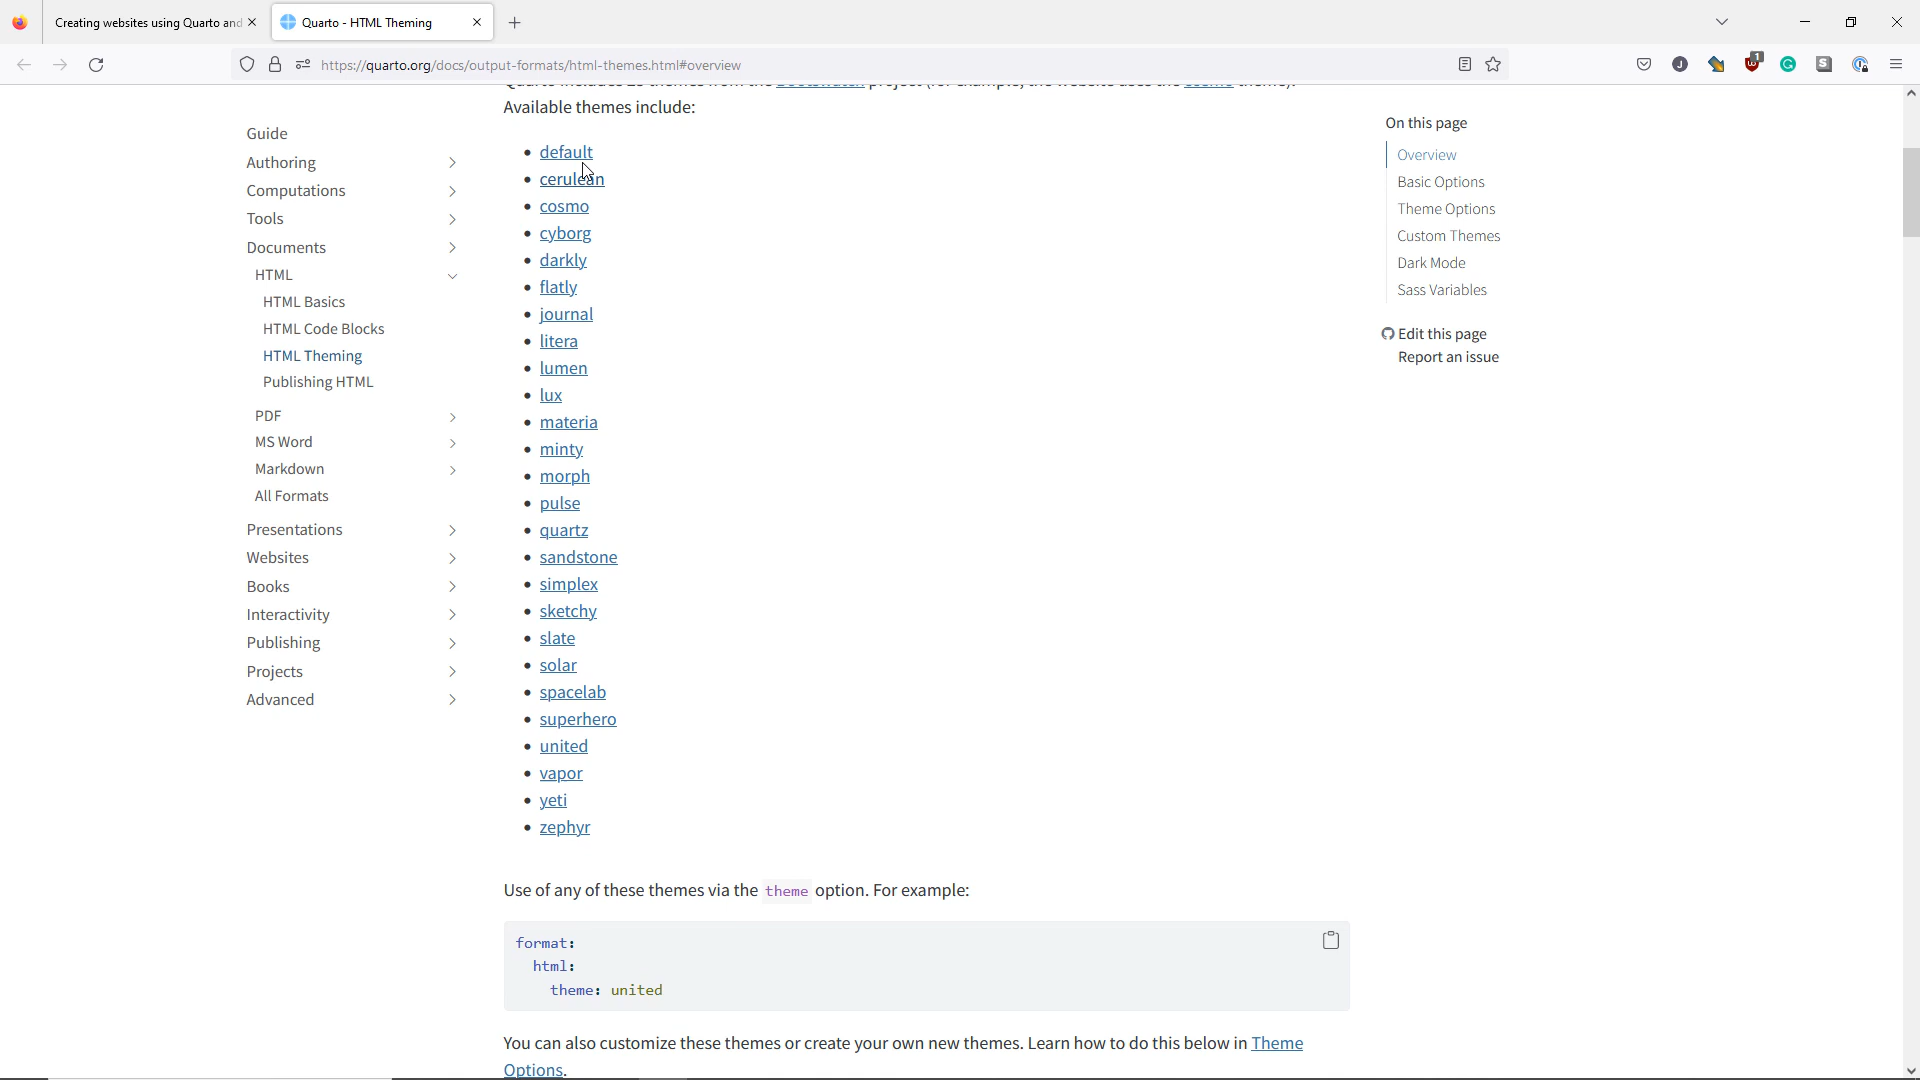 Creating websites using Quarto and
Quarto - HTML Theming
https://quarto.org/docs/output-formats/html-themes.html#overview
J
1
S
Available themes include:
Guide
Authoring
Computations
Tools
Documents
HTML
HTML Basics
HTML Code Blocks
HTML Theming
Publishing HTML
PDF
MS Word
Markdown
All Formats
Presentations
Websites
Books
Interactivity
Publishing
Projects
Advanced
• default
• cerulean
• cosmo
• cyborg
• darkly
• flatly
• journal
• litera
• lumen
• lux
• materia
• minty
• morph
• pulse
• quartz
• sandstone
• simplex
• sketchy
• slate
• solar
• spacelab
• superhero
• united
• vapor
• yeti
• zephyr
Use of any of these themes via the theme option. For example:
format:
html:
theme: united
You can also customize these themes or create your own new themes. Learn how to do this below in Theme
Options.
On this page
Overview
Basic Options
Theme Options
Custom Themes
Dark Mode
Sass Variables
Edit this page
Report an issue